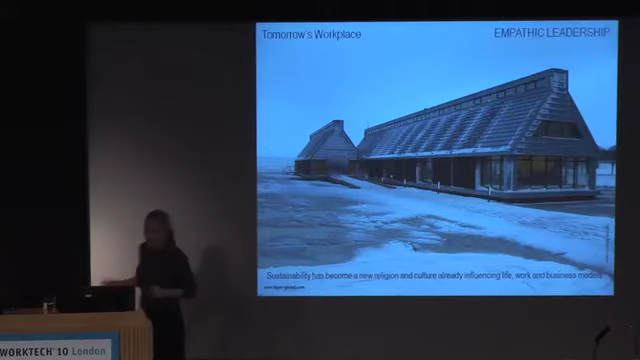 Tomorrow's Workplace
EMPATHIC LEADERSHIP
Sustainability has become a new religion and culture already influencing life, work and business models
WORKTECH 10 London